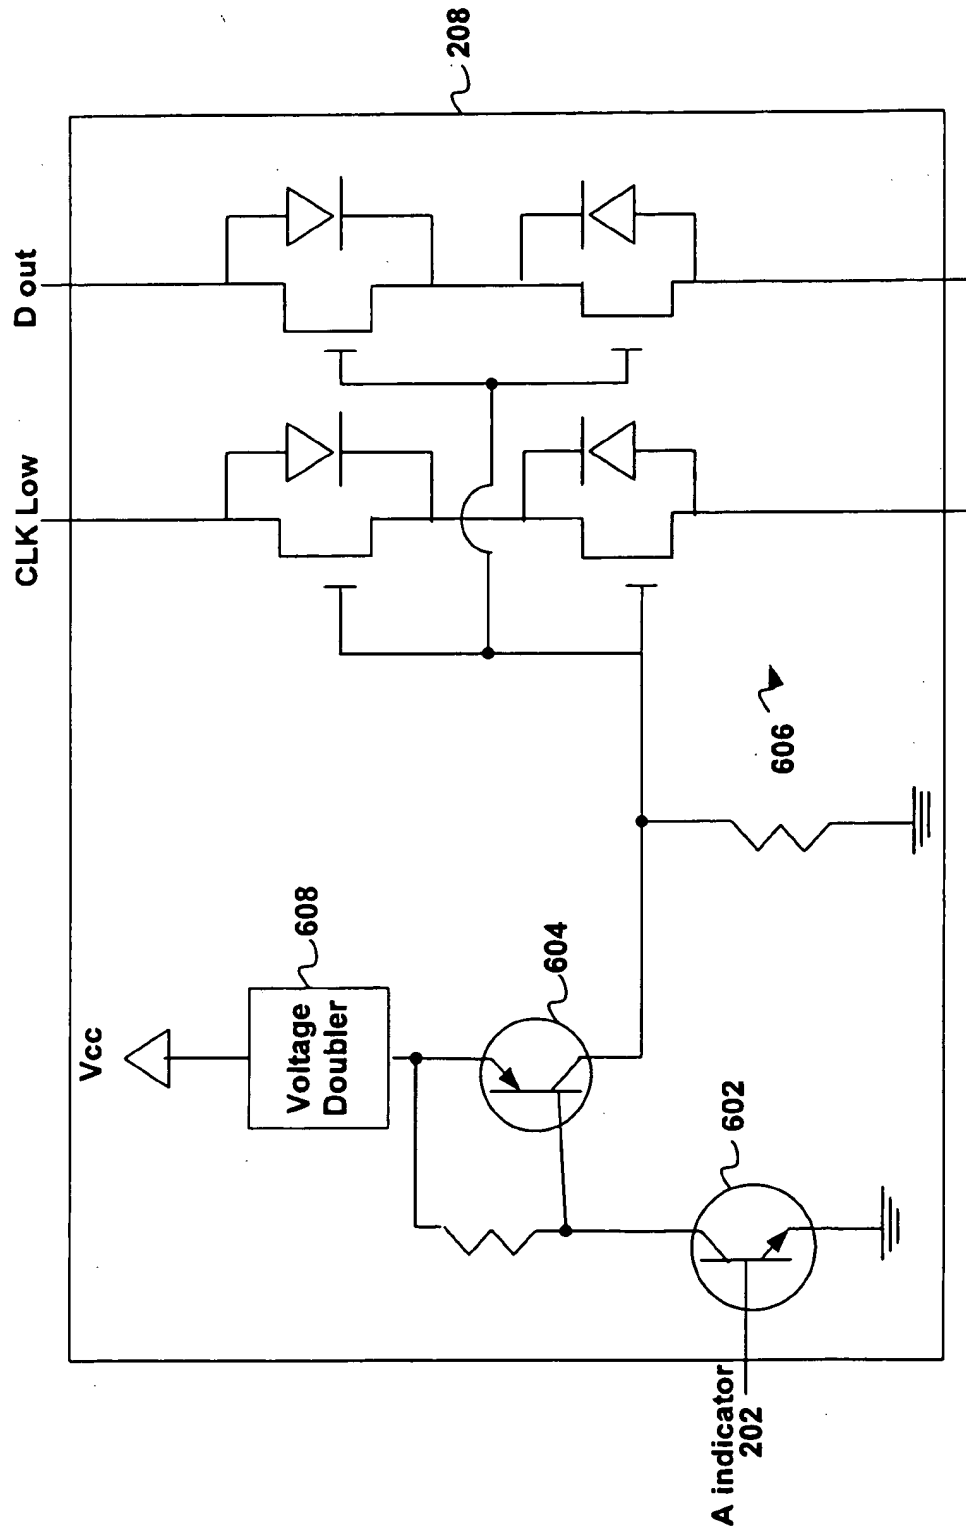 A indicator
202
Vcc
Voltage
Doubler
608
604
602
606
CLK Low
D out
208